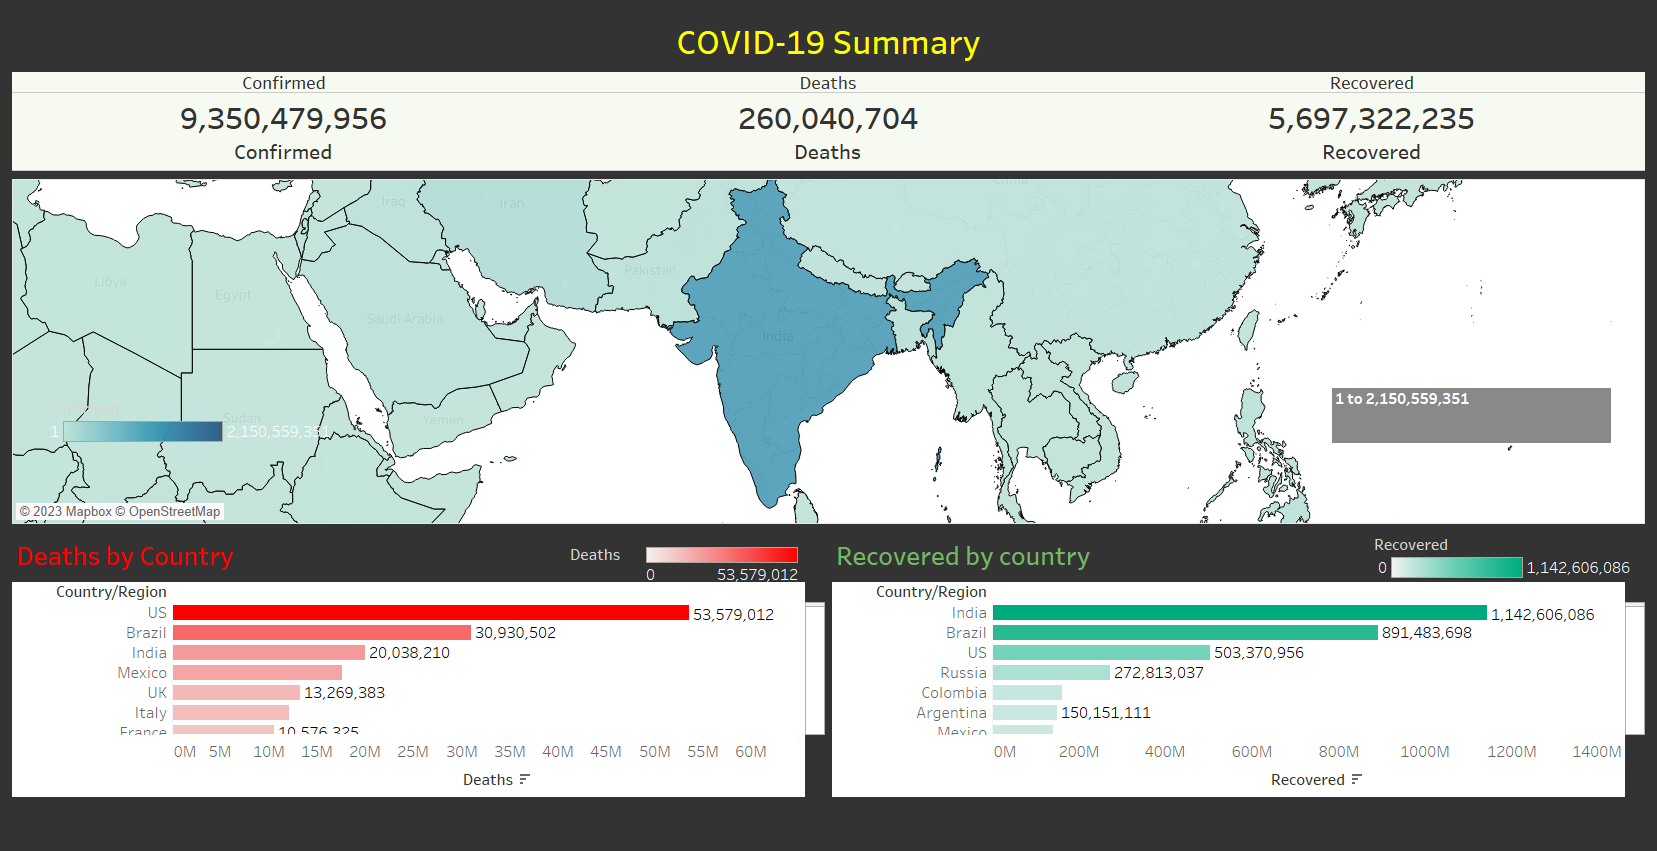 COVID-19 Summary
Confirmed Deaths Recovered
9,350,479,956 260,040,704 5,697,322,235
Confirmed Deaths Recovered
China
Iraq Iran
Pakistan
Libya
Egypt
Saudi Arabia
India
Sudan Yemen
Confirmed
1 2,150,559,351
1 to 2,150,559,351
© 2023 Mapbox © OpenStreetMap
Deaths by Country
Deaths
0 53,579,012
Country/Region
US 53,579,012
Brazil 30,930,502
India 20,038,210
Mexico
UK 13,269,383
Italy
France 10,576,325
0M 5M 10M 15M 20M 25M 30M 35M 40M 45M 50M 55M 60M
Deaths
Recovered by country
Recovered
0 1,142,606,086
Country/Region
India 1,142,606,086
Brazil 891,483,698
US 503,370,956
Russia 272,813,037
Colombia
Argentina 150,151,111
Mexico
0M 200M 400M 600M 800M 1000M 1200M 1400M
Recovered